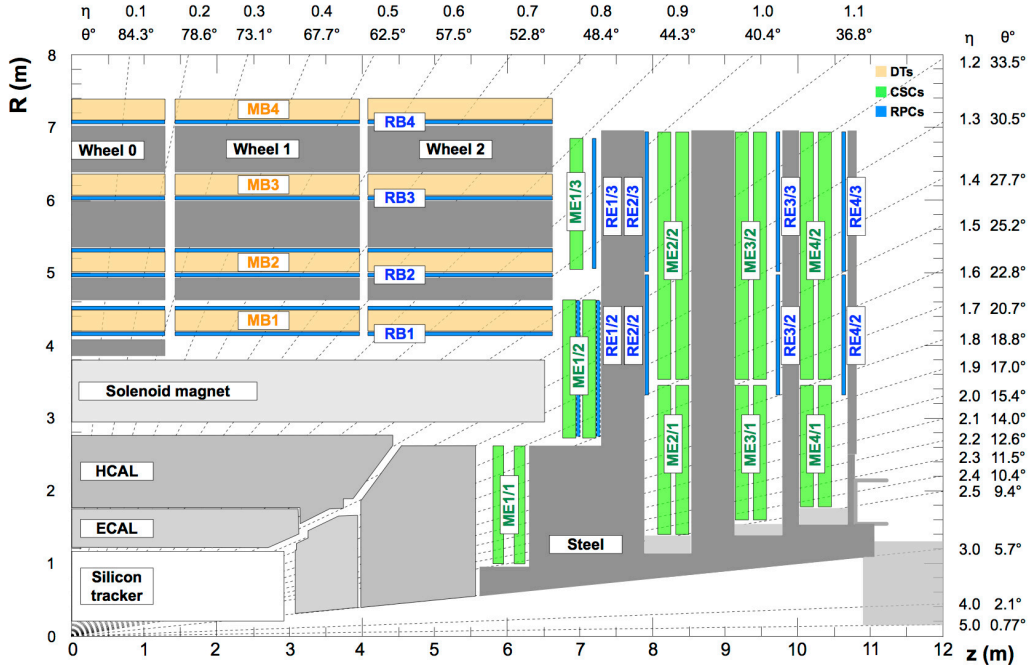 η 0.1 0.2 0.3 0.4 0.5 0.6 0.7 0.8 0.9 1.0 1.1
θ° 84.3° 78.6° 73.1° 67.7° 62.5° 57.5° 52.8° 48.4° 44.3° 40.4° 36.8° η θ°
R (m)
8
7
6
5
4
3
2
1
0
1.2 33.5°
1.3 30.5°
1.4 27.7°
1.5 25.2°
1.6 22.8°
1.7 20.7°
1.8 18.8°
1.9 17.0°
2.0 15.4°
2.1 14.0°
2.2 12.6°
2.3 11.5°
2.4 10.4°
2.5 9.4°
3.0 5.7°
4.0 2.1°
5.0 0.77°
DTs
CSCs
RPCs
MB4
RB4
Wheel 0
Wheel 1
Wheel 2
MB3
RB3
MB2
RB2
MB1
RB1
Solenoid magnet
HCAL
ECAL
Silicon
tracker
Steel
ME1/3
RE1/3
RE2/3
ME2/2
ME3/2
RE3/3
ME4/2
RE4/3
ME1/2
RE1/2
RE2/2
RE3/2
RE4/2
ME1/1
ME2/1
ME3/1
ME4/1
0 1 2 3 4 5 6 7 8 9 10 11 12
z (m)